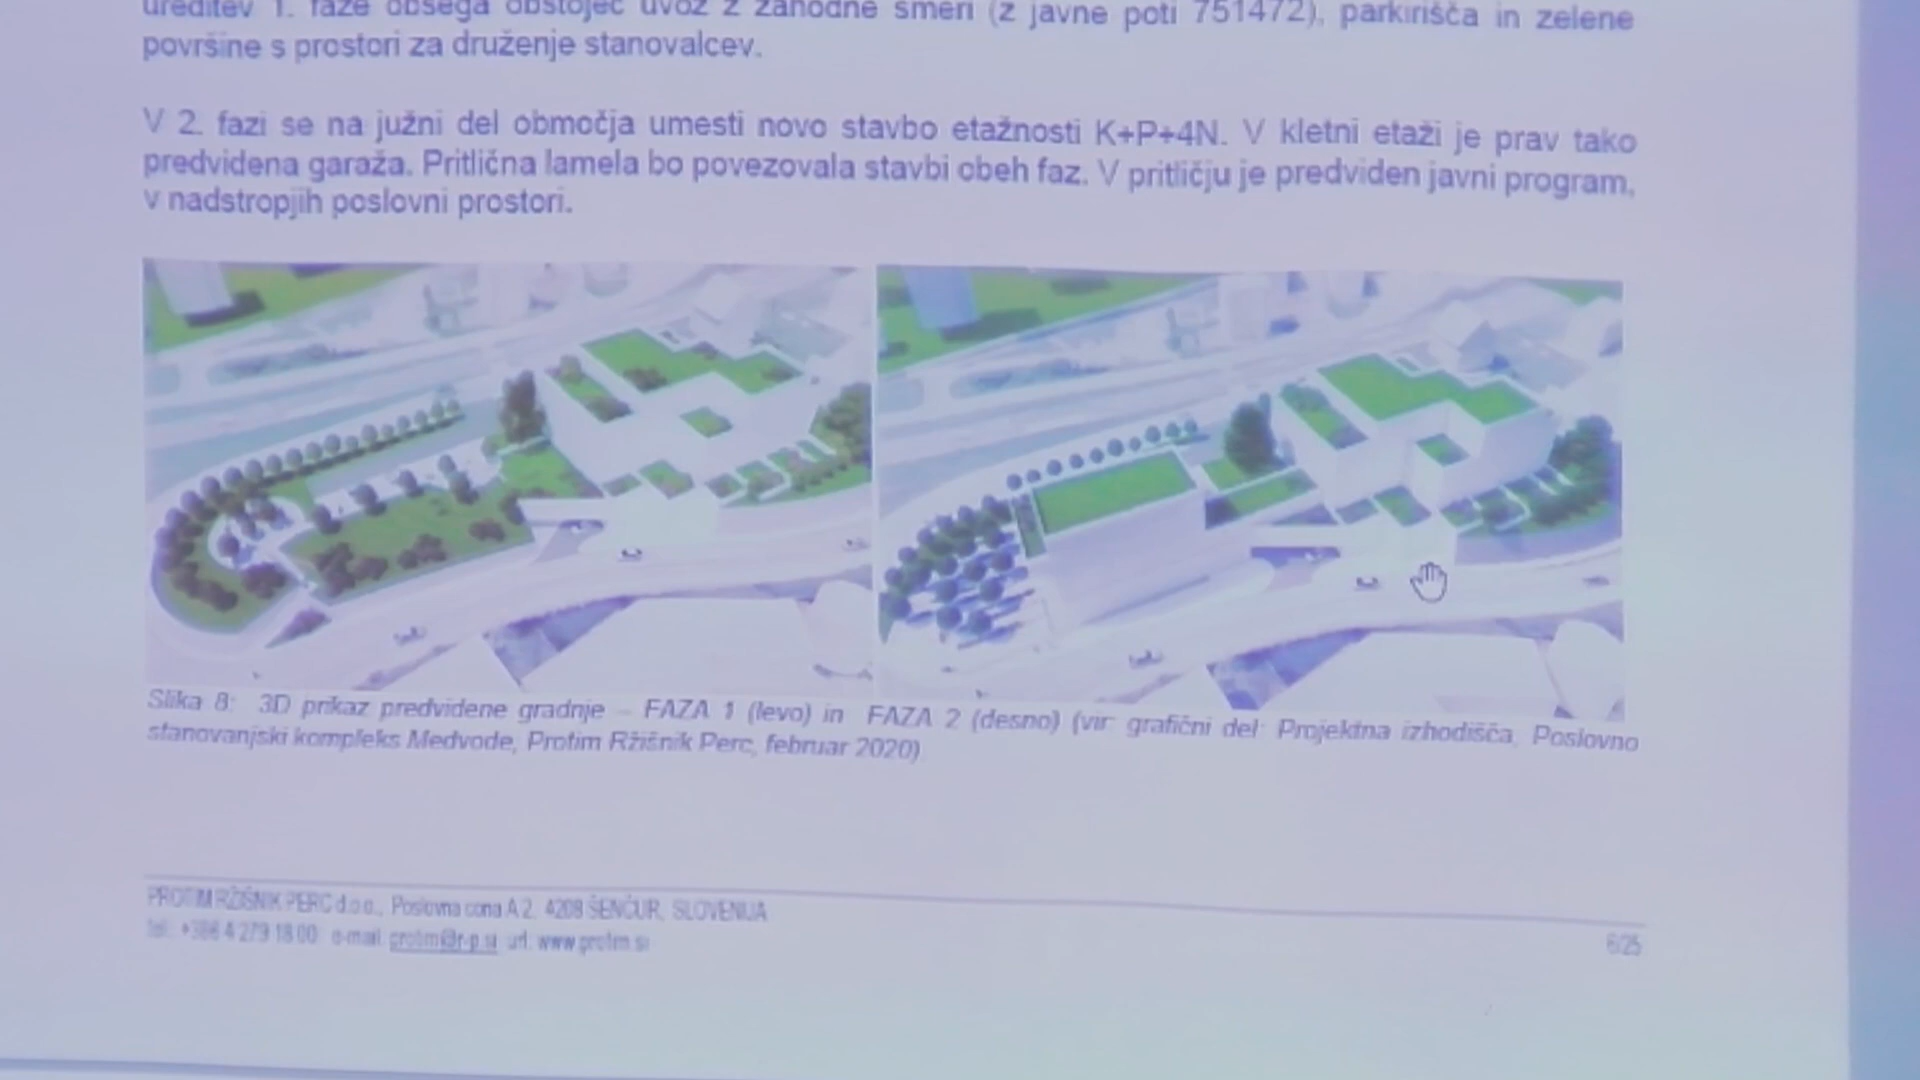 ureditev 1. faze obsega obstoječ uvoz z zahodne smeri (z javne poti 751472), parkirišča in zelene
površine s prostori za druženje stanovalcev.
V 2. fazi se na južni del območja umesti novo stavbo etažnosti K+P+4N. V kletni etaži je prav tako
predvidena garaža. Pritlična lamela bo povezovala stavbi obeh faz. V pritličju je predviden javni program,
v nadstropjih poslovni prostori.
Slika 8: 3D prikaz predvidene gradnje – FAZA 1 (levo) in FAZA 2 (desno) (vir: grafični del: Projektna izhodišča, Poslovno
stanovanjski kompleks Medvode, Protim Ržišnik Perc, februar 2020)
PROTIM RŽIŠNIK PERC d.o.o., Poslovna cona A 2, 4208 ŠENČUR, SLOVENIJA
tel.: +386 4 279 18 00 e-mail: protim@r-p.si url: www.protim.si
6/25